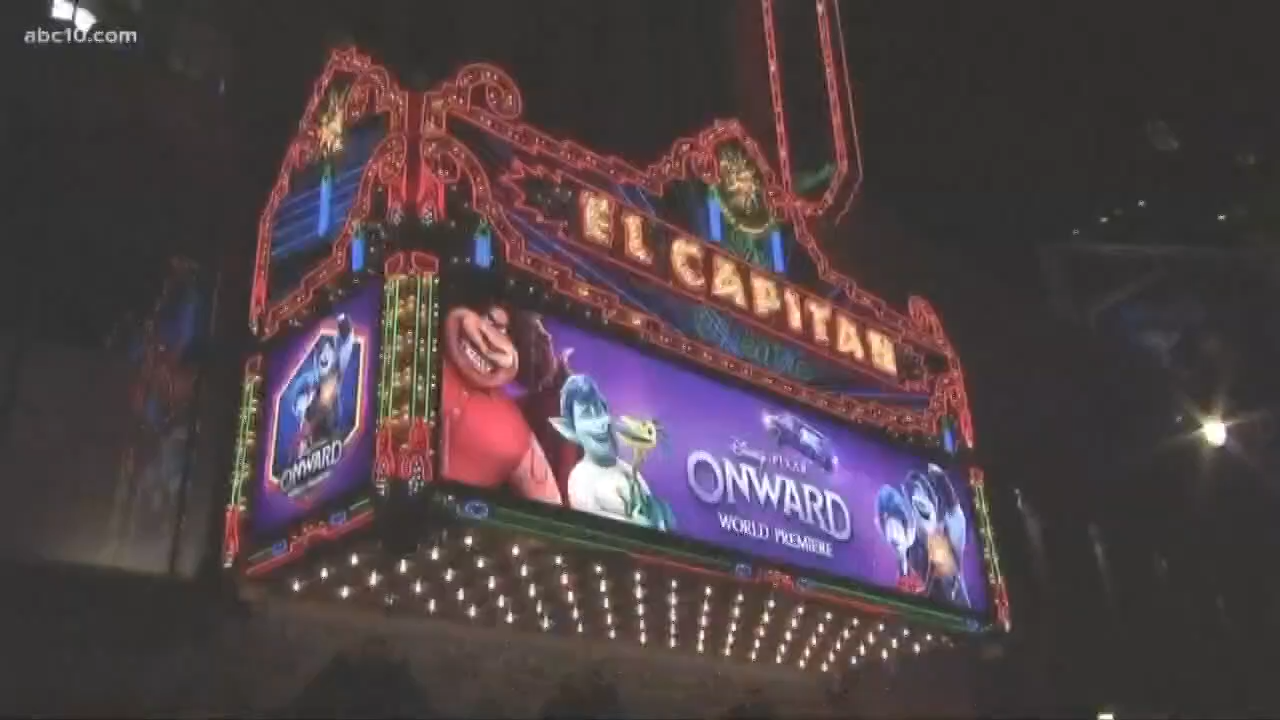 abc10.com
EL CAPITAN
Disney·PIXAR
ONWARD
WORLD PREMIERE
ONWARD